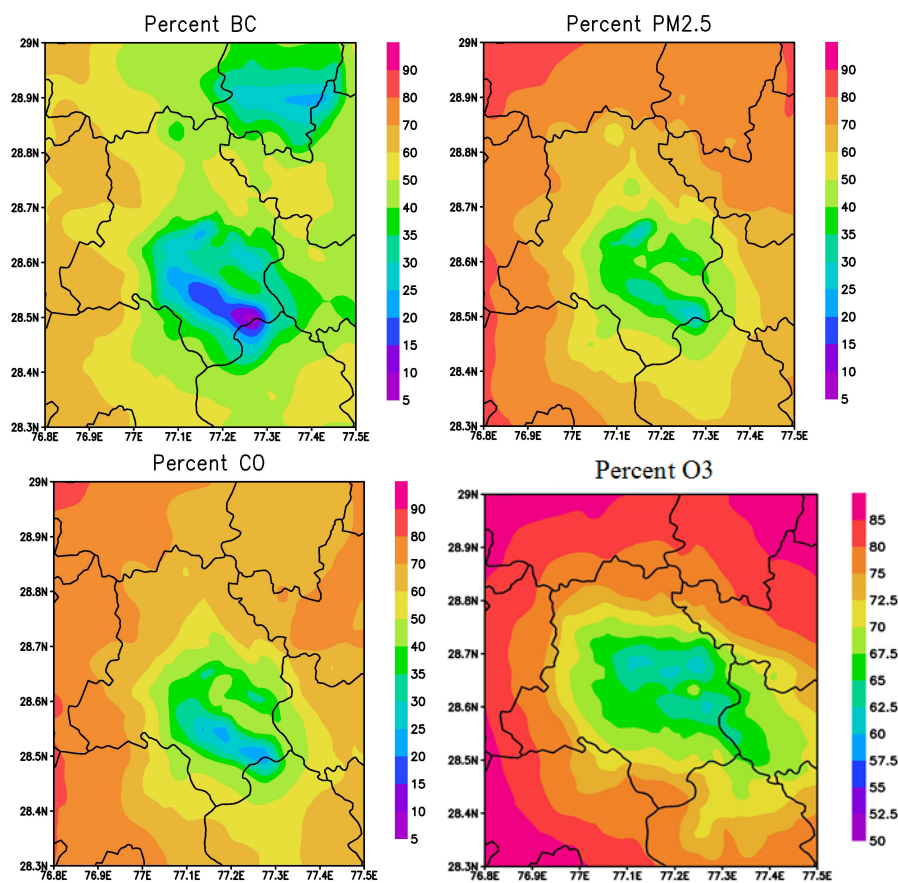 Percent BC
29N
28.9N
28.8N
28.7N
28.6N
28.5N
28.4N
28.3N
76.8E 76.9E 77E 77.1E 77.2E 77.3E 77.4E 77.5E
90
80
70
60
50
40
35
30
25
20
15
10
5
Percent PM2.5
29N
28.9N
28.8N
28.7N
28.6N
28.5N
28.4N
28.3N
76.8E 76.9E 77E 77.1E 77.2E 77.3E 77.4E 77.5E
90
80
70
60
50
40
35
30
25
20
15
10
5
Percent CO
29N
28.9N
28.8N
28.7N
28.6N
28.5N
28.4N
28.3N
76.8E 76.9E 77E 77.1E 77.2E 77.3E 77.4E 77.5E
90
80
70
60
50
40
35
30
25
20
15
10
5
Percent O3
29N
28.9N
28.8N
28.7N
28.6N
28.5N
28.4N
28.3N
76.8E 76.9E 77E 77.1E 77.2E 77.3E 77.4E 77.5E
85
80
75
72.5
70
67.5
65
62.5
60
57.5
55
52.5
50